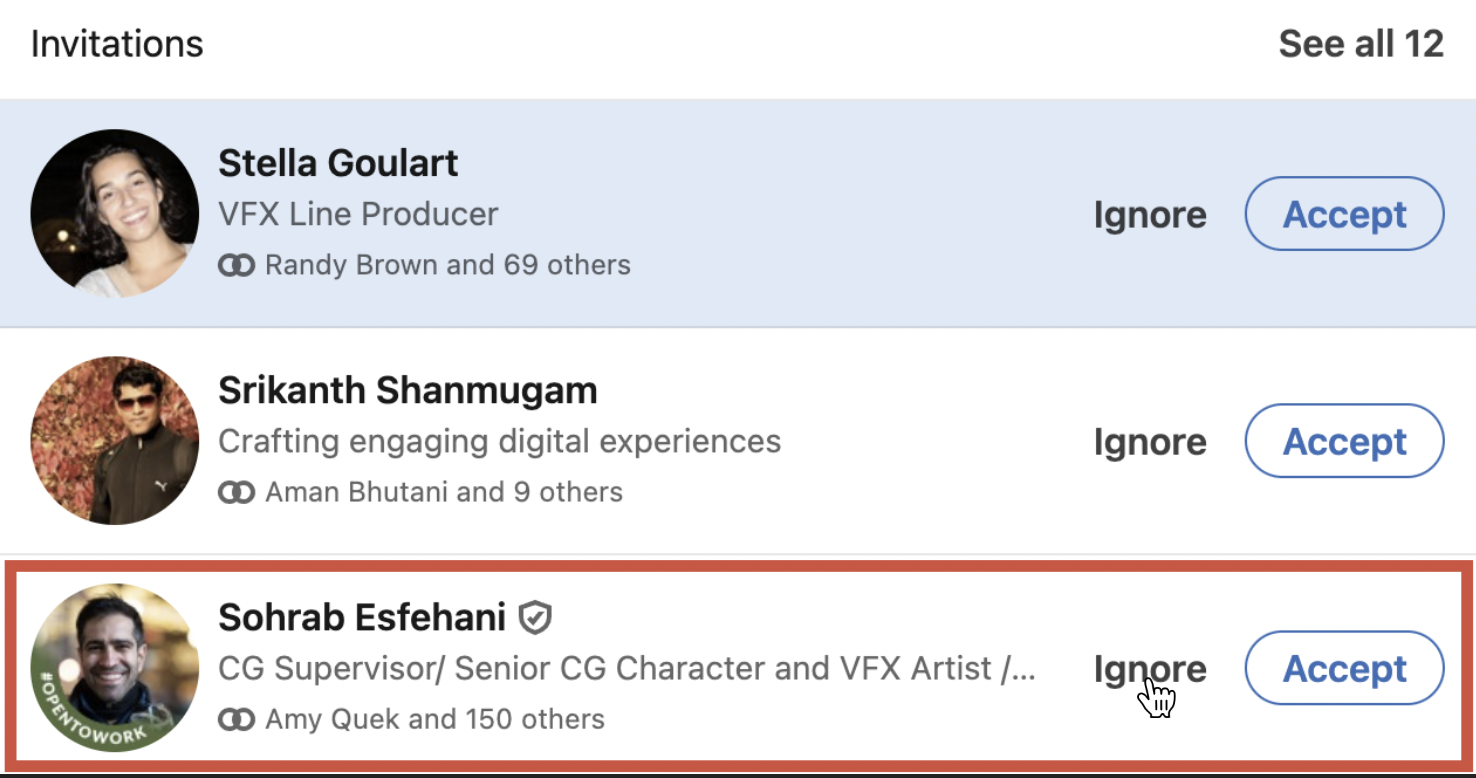 Invitations
See all 12
Stella Goulart
VFX Line Producer
Randy Brown and 69 others
Ignore
Accept
Srikanth Shanmugam
Crafting engaging digital experiences
Aman Bhutani and 9 others
Ignore
Accept
Sohrab Esfehani
CG Supervisor/ Senior CG Character and VFX Artist /...
Amy Quek and 150 others
#OPENTOWORK
Ignore
Accept